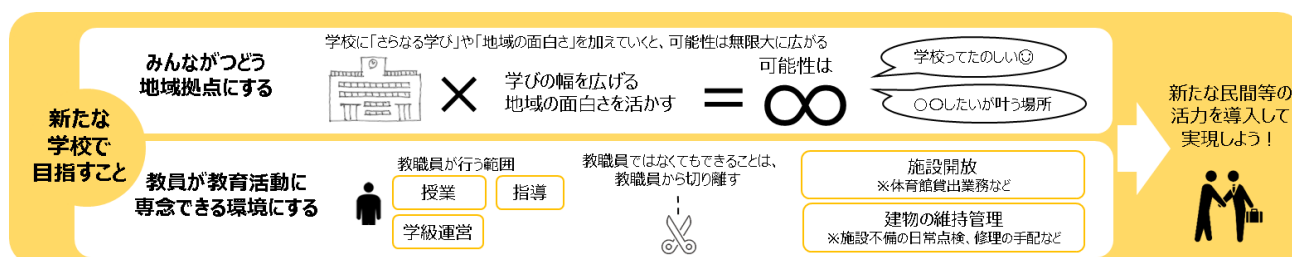 新たな
学校で
目指すこと
みんながつどう
地域拠点にする
学校に「さらなる学び」や「地域の面白さ」を加えていくと、可能性は無限大に広がる
×
学びの幅を広げる
地域の面白さを活かす
=
可能性は
∞
学校ってたのしい☺
○○したいが叶う場所
教員が教育活動に
専念できる環境にする
教職員が行う範囲
授業
指導
学級運営
教職員ではなくてもできることは、
教職員から切り離す
施設開放
※体育館貸出業務など
建物の維持管理
※施設不備の日常点検、修理の手配など
新たな民間等の
活力を導入して
実現しよう！